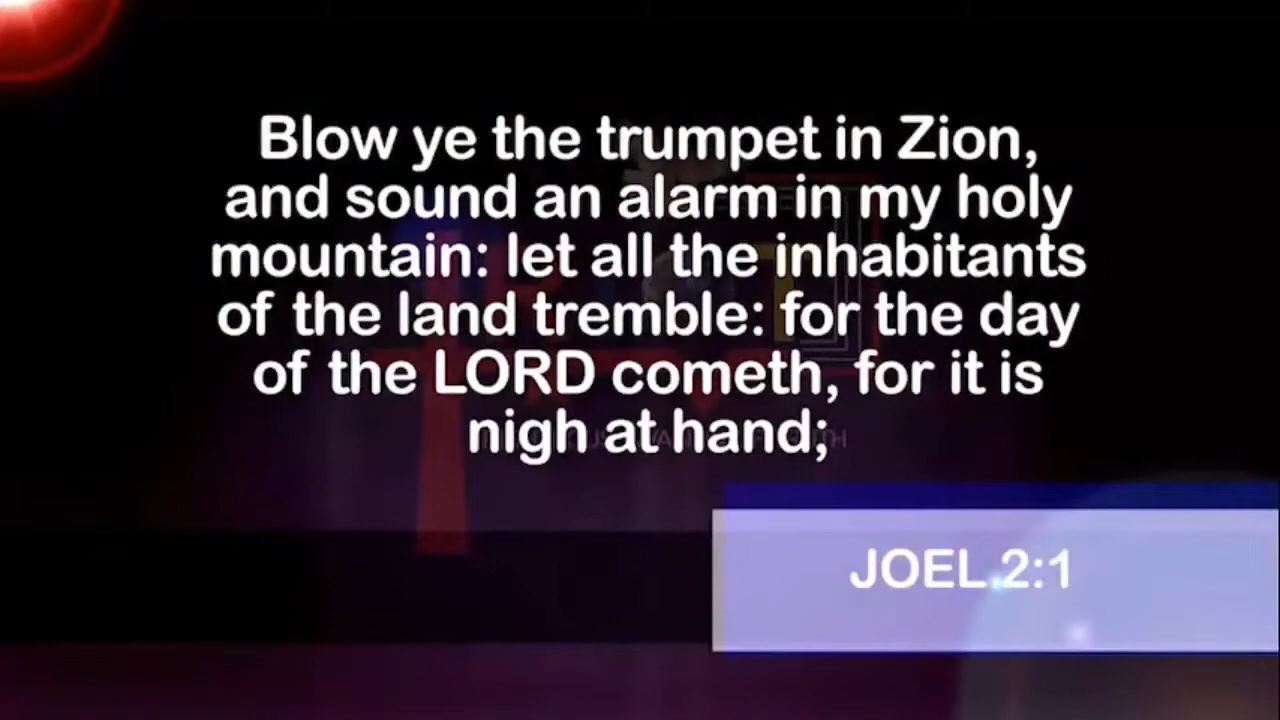 Blow ye the trumpet in Zion,
and sound an alarm in my holy
mountain: let all the inhabitants
of the land tremble: for the day
of the LORD cometh, for it is
nigh at hand;
JOEL 2:1